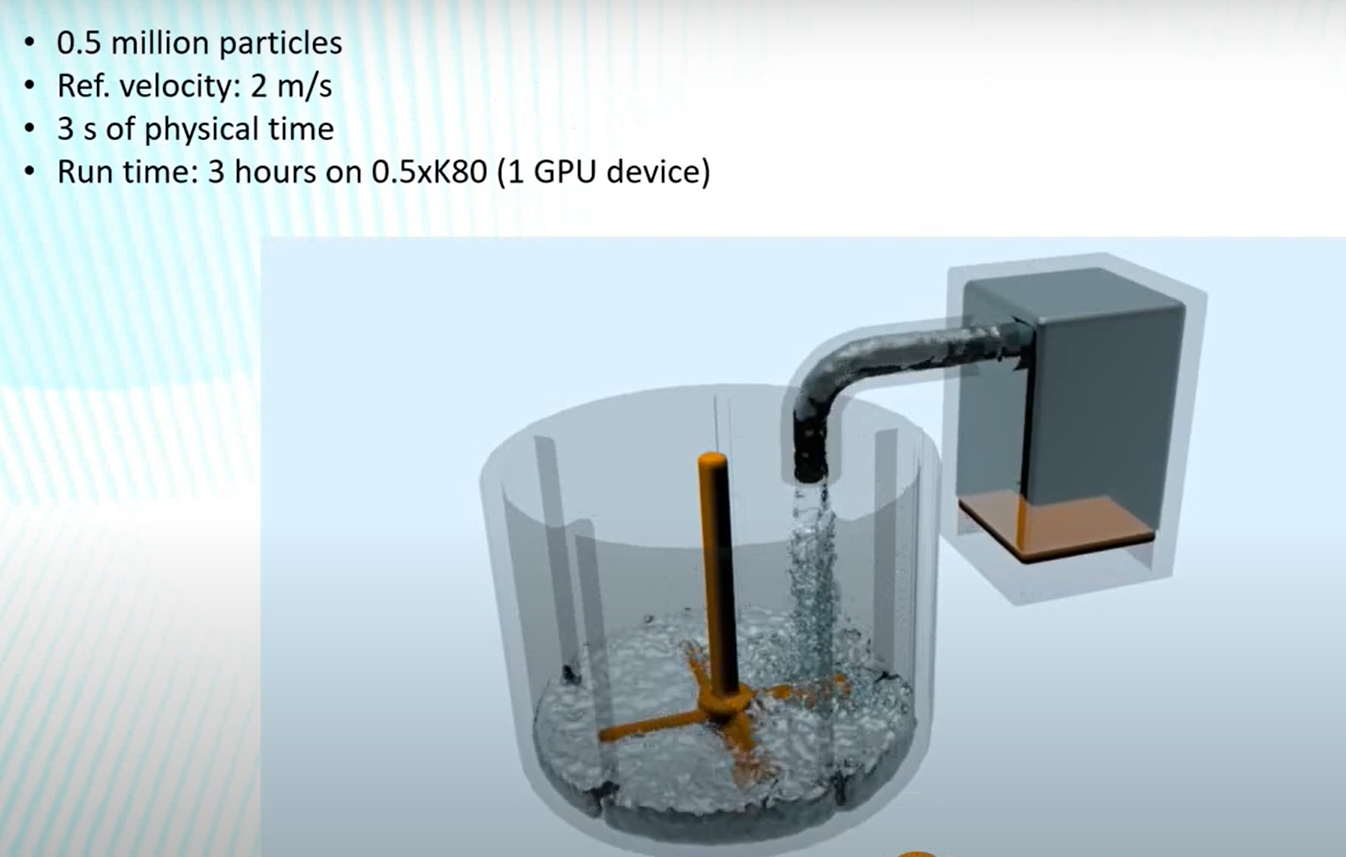 • 0.5 million particles
• Ref. velocity: 2 m/s
• 3 s of physical time
• Run time: 3 hours on 0.5xK80 (1 GPU device)